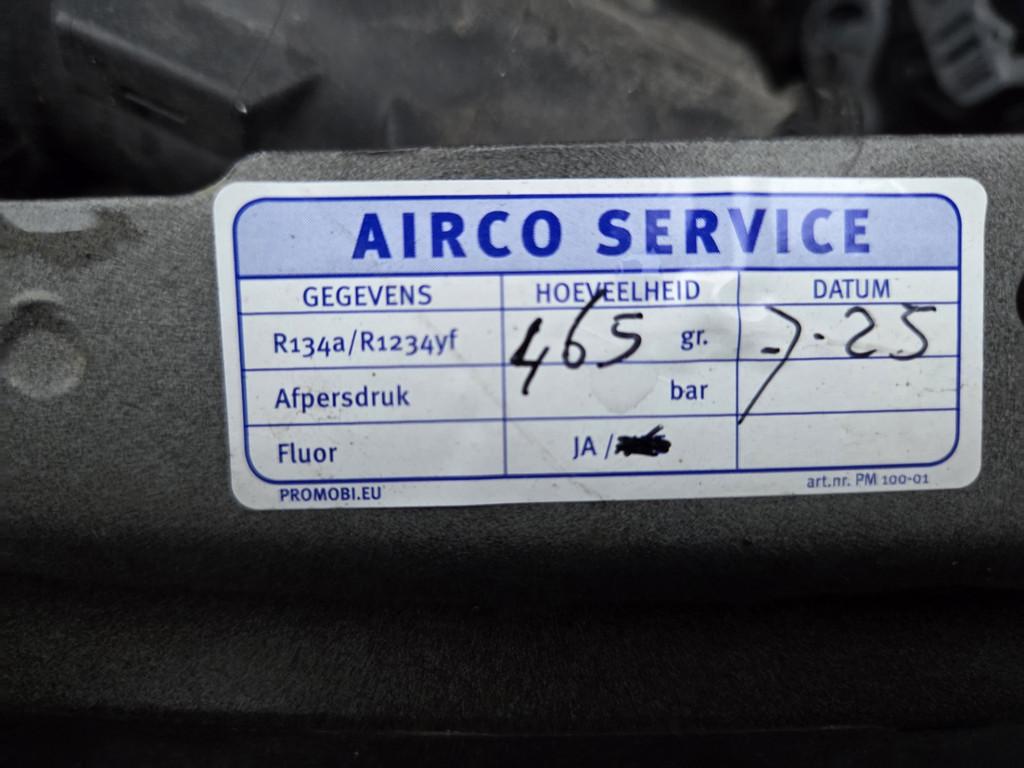 AIRCO SERVICE
GEGEVENS HOEVEELHEID DATUM
R134a/R1234yf 465 gr. 7-25
Afpersdruk bar
Fluor JA /
PROMOBI.EU art.nr. PM 100-01